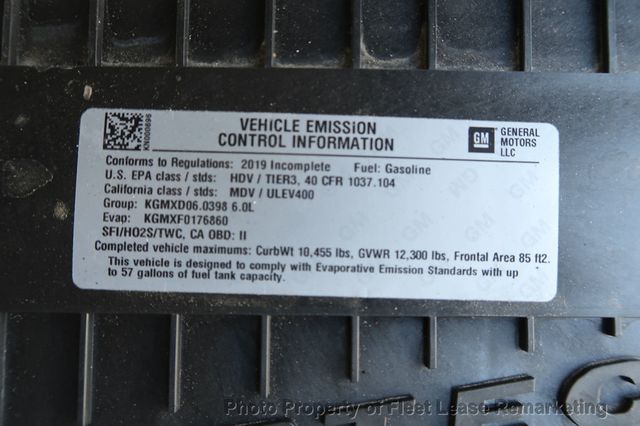 KN000896
VEHICLE EMISSION
CONTROL INFORMATION
GM
GENERAL
MOTORS
LLC
Conforms to Regulations: 2019 Incomplete Fuel: Gasoline
U.S. EPA class / stds: HDV / TIER3, 40 CFR 1037.104
California class / stds: MDV / ULEV400
Group: KGMXD06.0398 6.0L
Evap: KGMXF0176860
SFI/HO2S/TWC, CA OBD: II
Completed vehicle maximums: CurbWt 10,455 lbs, GVWR 12,300 lbs, Frontal Area 85 ft2.
This vehicle is designed to comply with Evaporative Emission Standards with up
to 57 gallons of fuel tank capacity.
Photo Property of Fleet Lease Remarketing